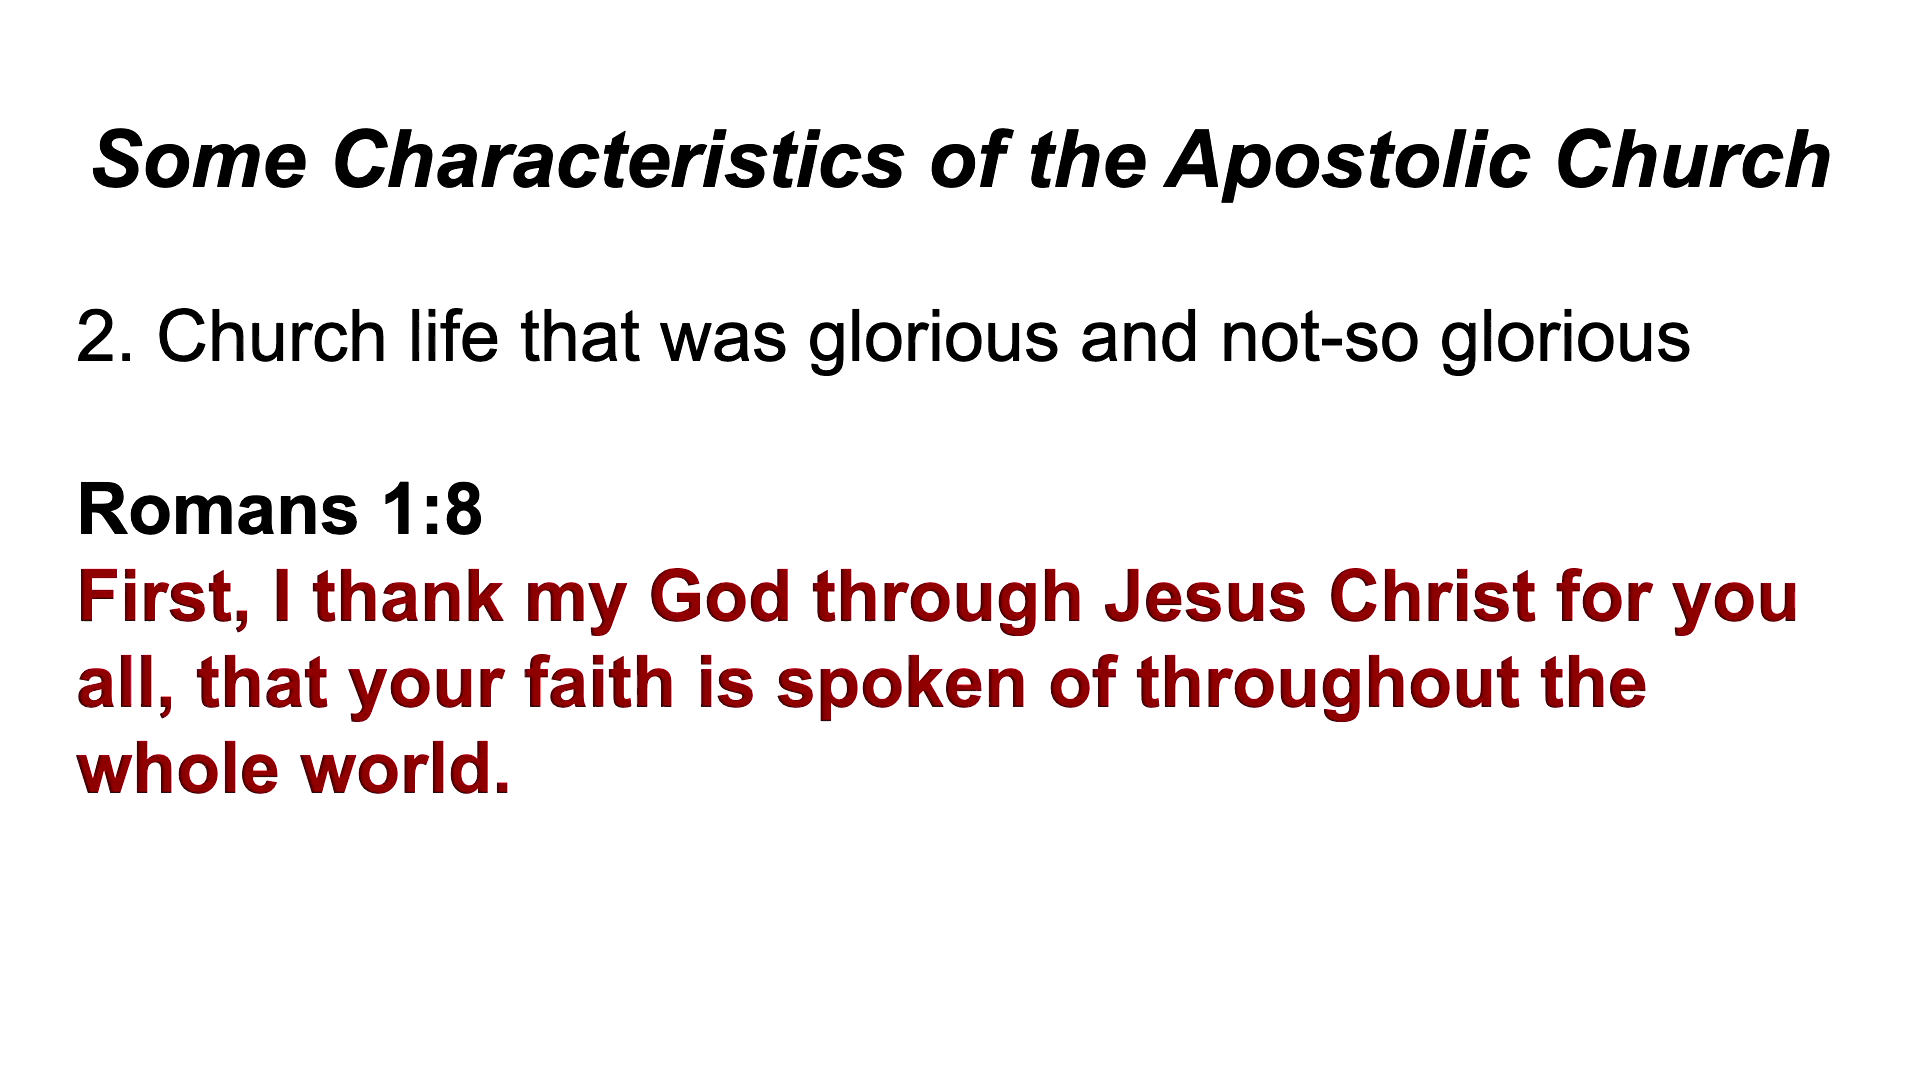 Some Characteristics of the Apostolic Church
2. Church life that was glorious and not-so glorious
Romans 1:8
First, I thank my God through Jesus Christ for you
all, that your faith is spoken of throughout the
whole world.